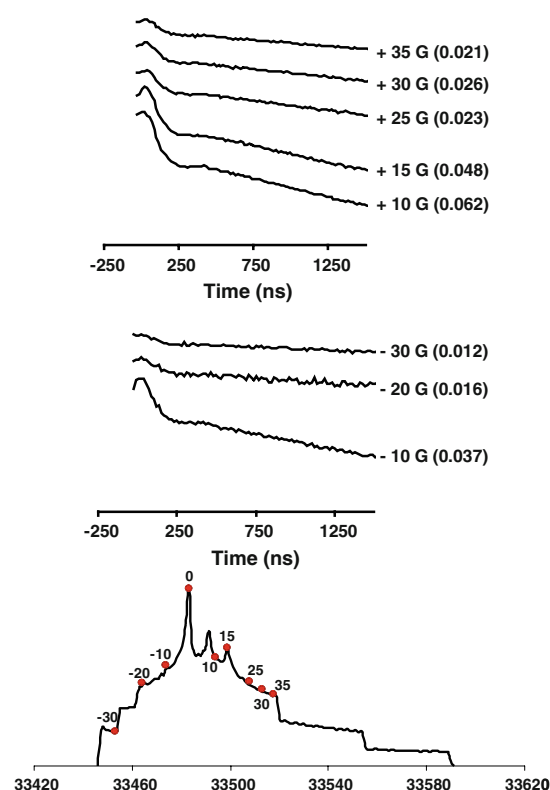 + 35 G (0.021)
+ 30 G (0.026)
+ 25 G (0.023)
+ 15 G (0.048)
+ 10 G (0.062)
-250 250 750 1250
Time (ns)
- 30 G (0.012)
- 20 G (0.016)
- 10 G (0.037)
-250 250 750 1250
Time (ns)
0
15
-10
10
-20
25
35
30
-30
33420 33460 33500 33540 33580 33620